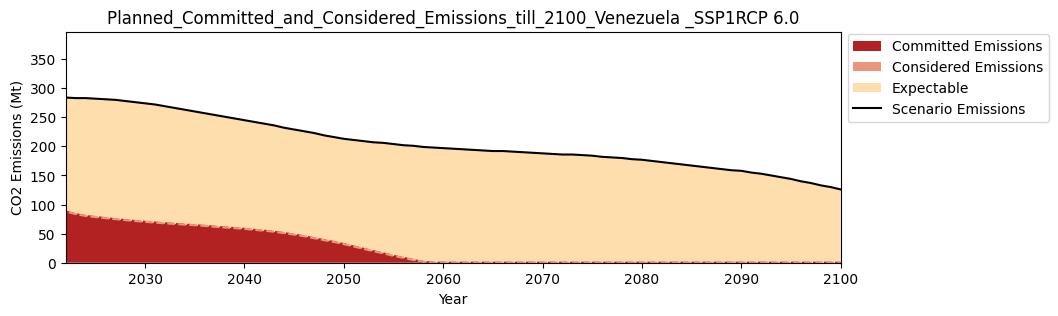 Planned_Committed_and_Considered_Emissions_till_2100_Venezuela _SSP1RCP 6.0
CO2 Emissions (Mt)
350
300
250
200
150
100
50
0
2030 2040 2050 2060 2070 2080 2090 2100
Year
Committed Emissions
Considered Emissions
Expectable
Scenario Emissions